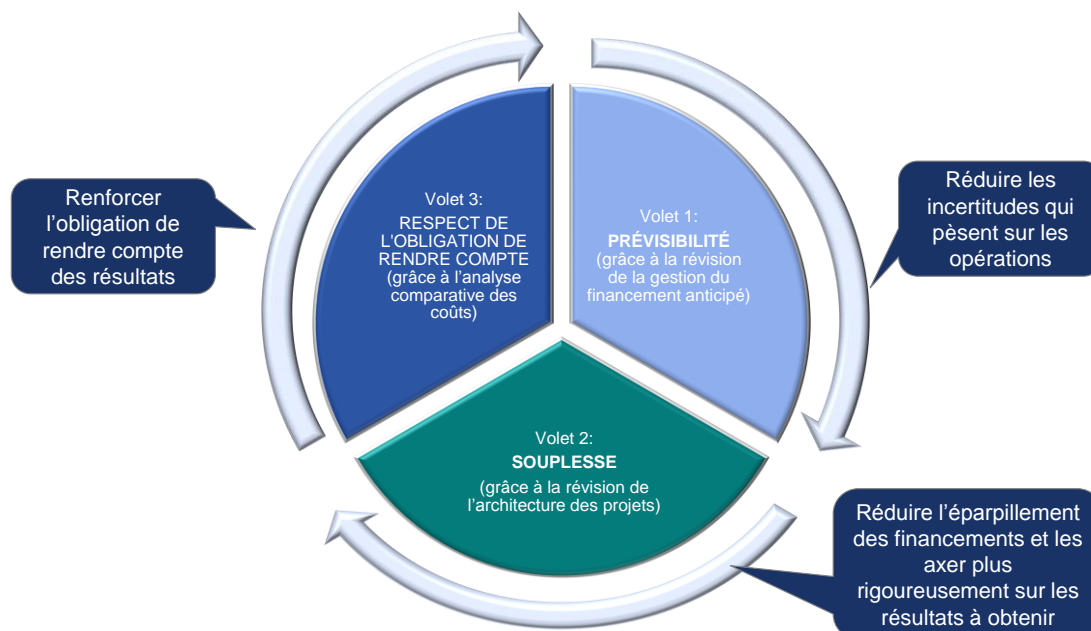 Volet 3:
RESPECT DE
L'OBLIGATION DE
RENDRE COMPTE
(grâce à l’analyse
comparative des
coûts)
Volet 1:
PRÉVISIBILITÉ
(grâce à la révision
de la gestion du
financement anticipé)
Volet 2:
SOUPLESSE
(grâce à la révision de
l’architecture des projets)
Renforcer
l’obligation de
rendre compte
des résultats
Réduire les
incertitudes qui
pèsent sur les
opérations
Réduire l’éparpillement
des financements et les
axer plus
rigoureusement sur les
résultats à obtenir